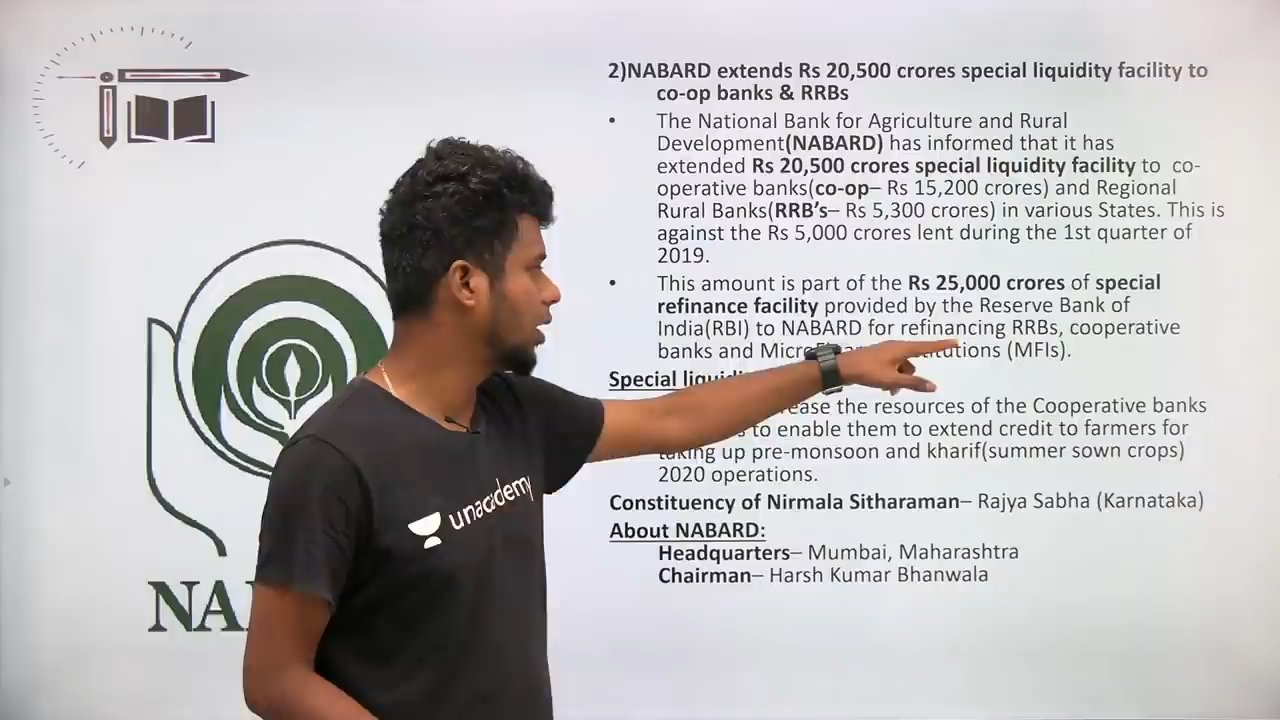 2)NABARD extends Rs 20,500 crores special liquidity facility to
co-op banks & RRBs
• The National Bank for Agriculture and Rural
Development(NABARD) has informed that it has
extended Rs 20,500 crores special liquidity facility to co-
operative banks(co-op– Rs 15,200 crores) and Regional
Rural Banks(RRB's– Rs 5,300 crores) in various States. This is
against the Rs 5,000 crores lent during the 1st quarter of
2019.
• This amount is part of the Rs 25,000 crores of special
refinance facility provided by the Reserve Bank of
India(RBI) to NABARD for refinancing RRBs, cooperative
banks and (MFIs).
Special
the resources of the Cooperative banks
to enable them to extend credit to farmers for
taking up pre-monsoon and kharif(summer sown crops)
2020 operations.
Constituency of Nirmala Sitharaman– Rajya Sabha (Karnataka)
About NABARD:
Headquarters– Mumbai, Maharashtra
Chairman– Harsh Kumar Bhanwala
unacademy